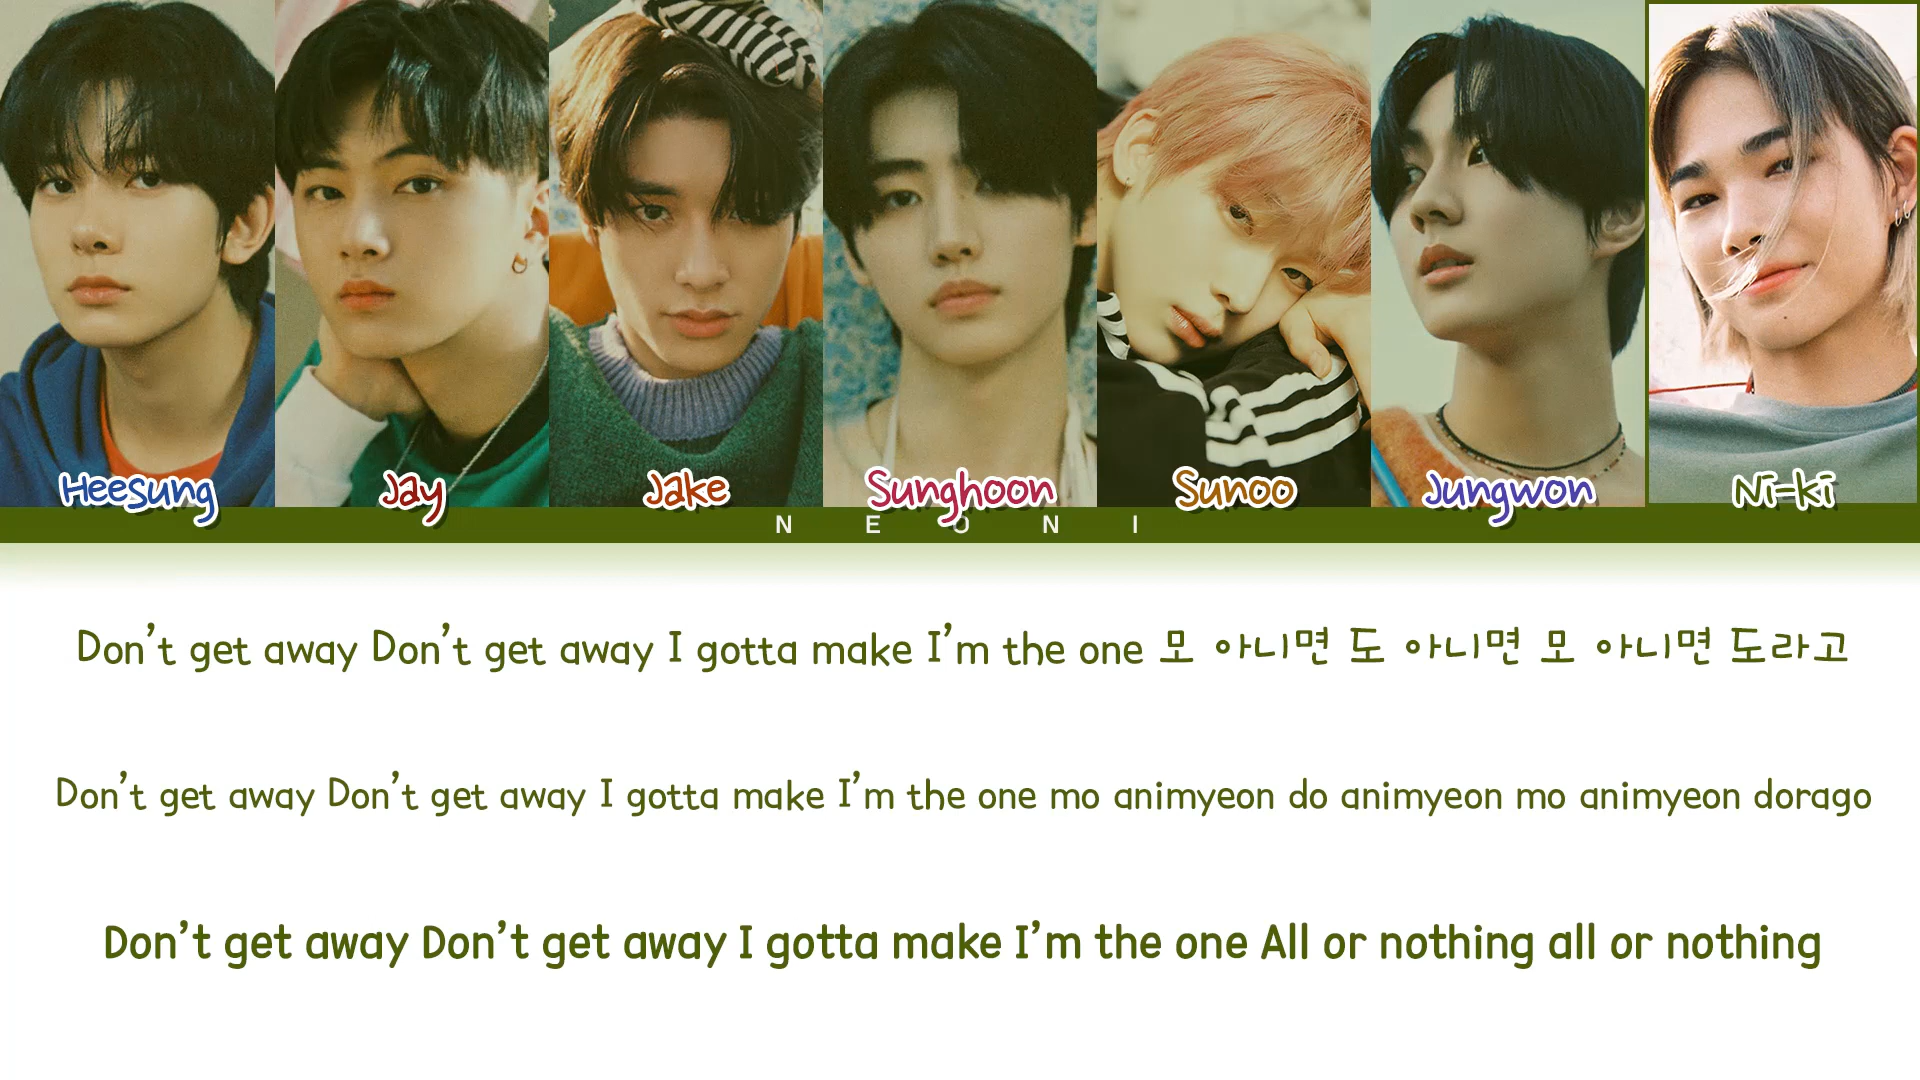 Heesung Jay Jake Sunghoon Sunoo Jungwon Ni-ki
NEONI
Don't get away Don't get away I gotta make I'm the one 모 아니면 도 아니면 모 아니면 도라고
Don't get away Don't get away I gotta make I'm the one mo animyeon do animyeon mo animyeon dorago
Don't get away Don't get away I gotta make I'm the one All or nothing all or nothing